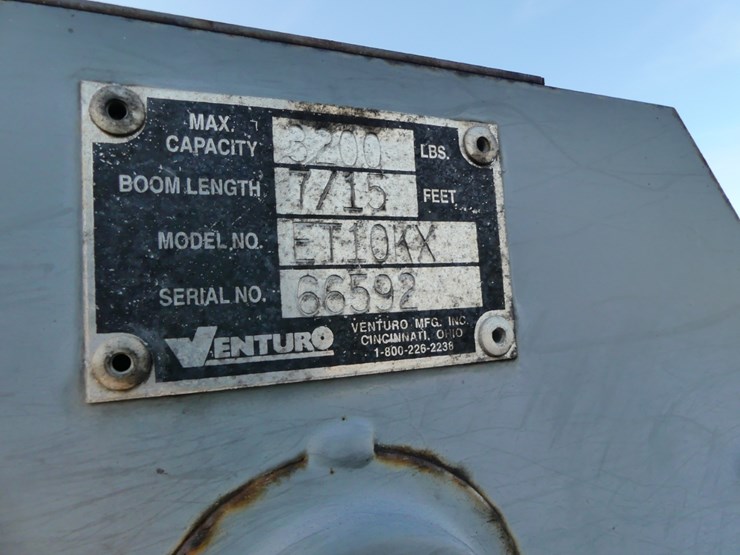 MAX. CAPACITY 3200 LBS.
BOOM LENGTH 7/15 FEET
MODEL NO. ET10KX
SERIAL NO. 66592
VENTURO
VENTURO MFG. INC.
CINCINNATI, OHIO
1-800-226-2238